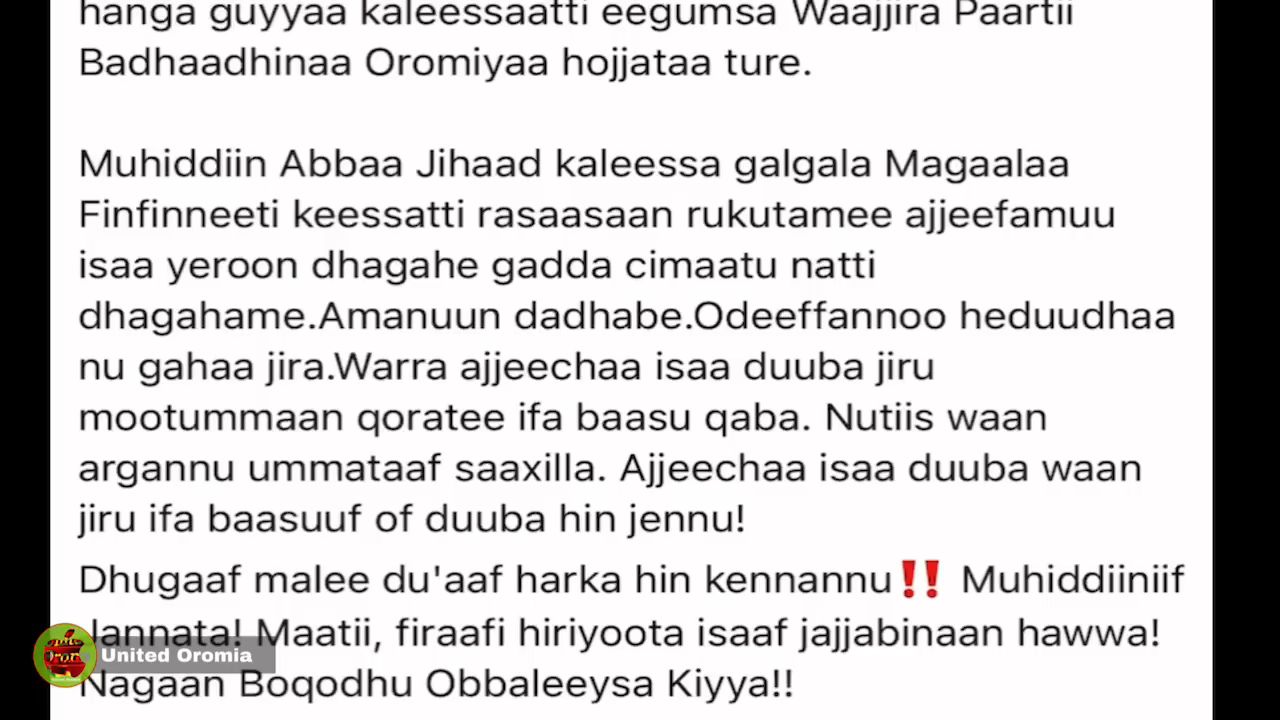 hanga guyyaa kaleessaatti eegumsa Waajjira Paartii
Badhaadhinaa Oromiyaa hojjataa ture.
Muhiddiin Abbaa Jihaad kaleessa galgala Magaalaa
Finfinneeti keessatti rasaasaan rukutamee ajjeefamuu
isaa yeroon dhagahe gadda cimaatu natti
dhagahame.Amanuun dadhabe.Odeeffannoo heduudhaa
nu gahaa jira.Warra ajjeechaa isaa duuba jiru
mootummaan qoratee ifa baasu qaba. Nutiis waan
argannu ummataaf saaxilla. Ajjeechaa isaa duuba waan
jiru ifa baasuuf of duuba hin jennu!
Dhugaaf malee du'aaf harka hin kennannu‼️ Muhiddiiniif
Jannata! Maatii, firaafi hiriyoota isaaf jajjabinaan hawwa!
United Oromia
Nagaan Boqodhu Obbaleeysa Kiyya!!